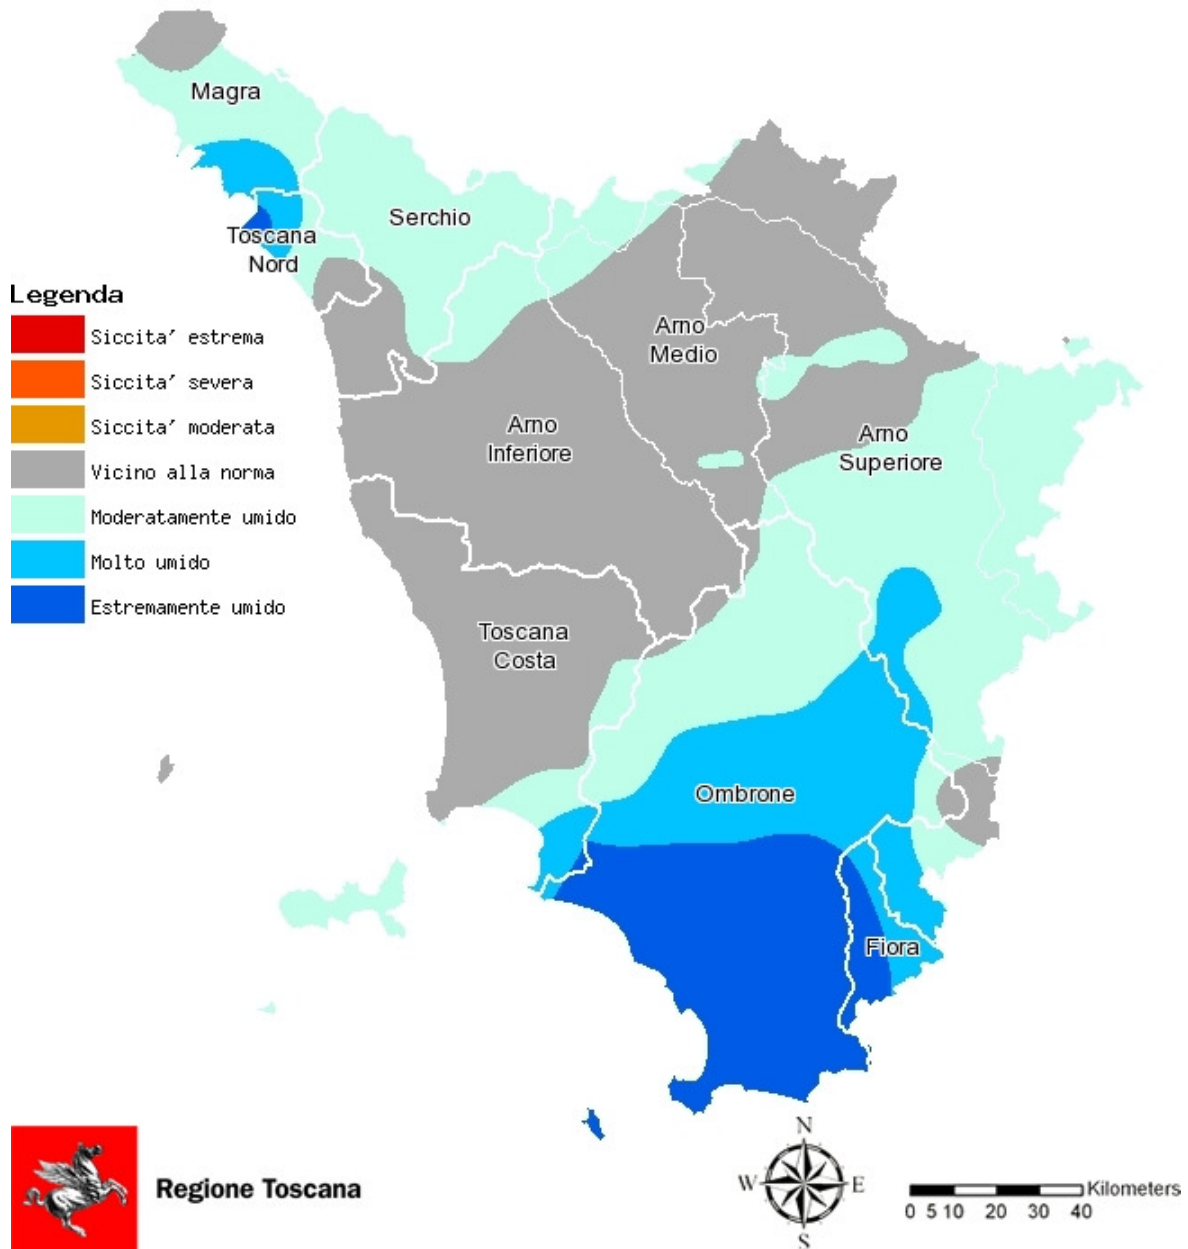 Magra
Serchio
Toscana
Nord
Legenda
Siccita' estrema
Siccita' severa
Siccita' moderata
Vicino alla norma
Moderatamente umido
Molto umido
Estremamente umido
Arno
Medio
Arno
Inferiore
Arno
Superiore
Toscana
Costa
Ombrone
Fiora
Regione Toscana
N
W E
S
Kilometers
0 5 10 20 30 40